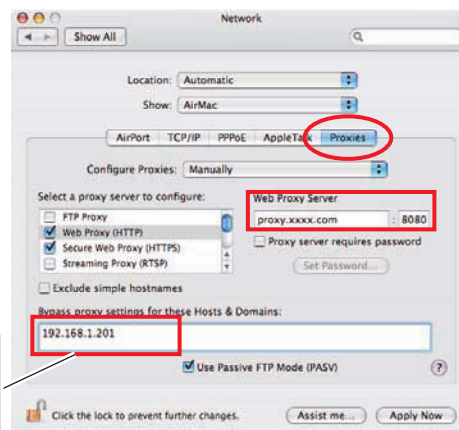 Network
Show All
Location: Automatic
Show: AirMac
AirPort TCP/IP PPPoE AppleTalk Proxies
Configure Proxies: Manually
Select a proxy server to configure:
FTP Proxy
Web Proxy (HTTP)
Secure Web Proxy (HTTPS)
Streaming Proxy (RTSP)
Web Proxy Server
proxy.xxxx.com : 8080
Proxy server requires password
Set Password...
Exclude simple hostnames
Bypass proxy settings for these Hosts & Domains:
192.168.1.201
Use Passive FTP Mode (PASV)
?
Click the lock to prevent further changes.
Assist me...
Apply Now